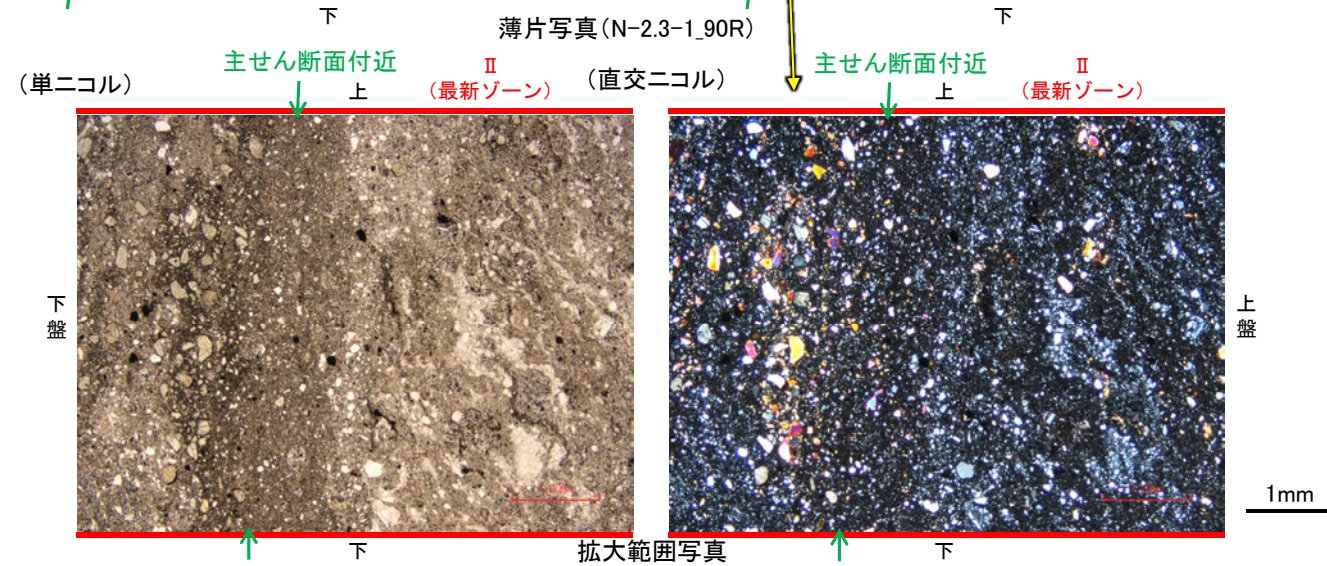 下
下
薄片写真(N-2.3-1_90R)
(単ニコル)
主せん断面付近
上
Ⅱ
(最新ゾーン)
(直交ニコル)
主せん断面付近
上
Ⅱ
(最新ゾーン)
下盤
上盤
1mm
下
拡大範囲写真
下